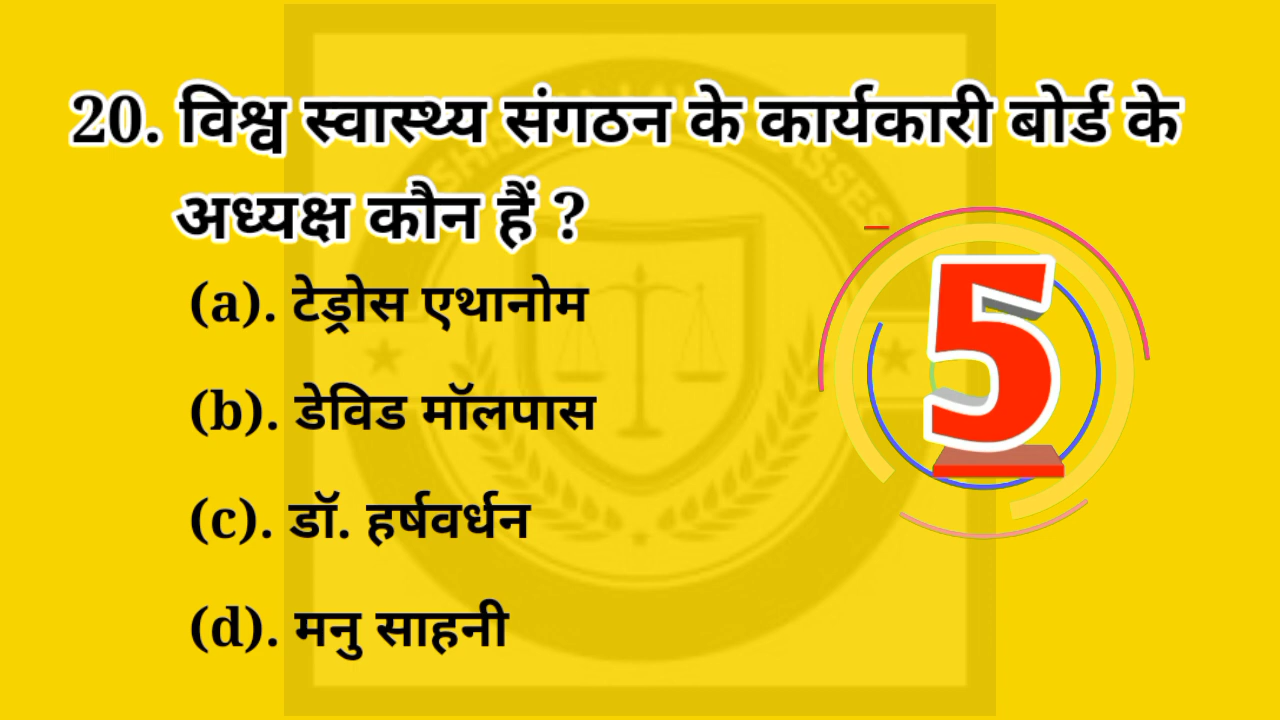 20. विश्व स्वास्थ्य संगठन के कार्यकारी बोर्ड के
अध्यक्ष कौन हैं ?
(a). टेड्रोस एथानोम
(b). डेविड मॉलपास
(c). डॉ. हर्षवर्धन
(d). मनु साहनी
5